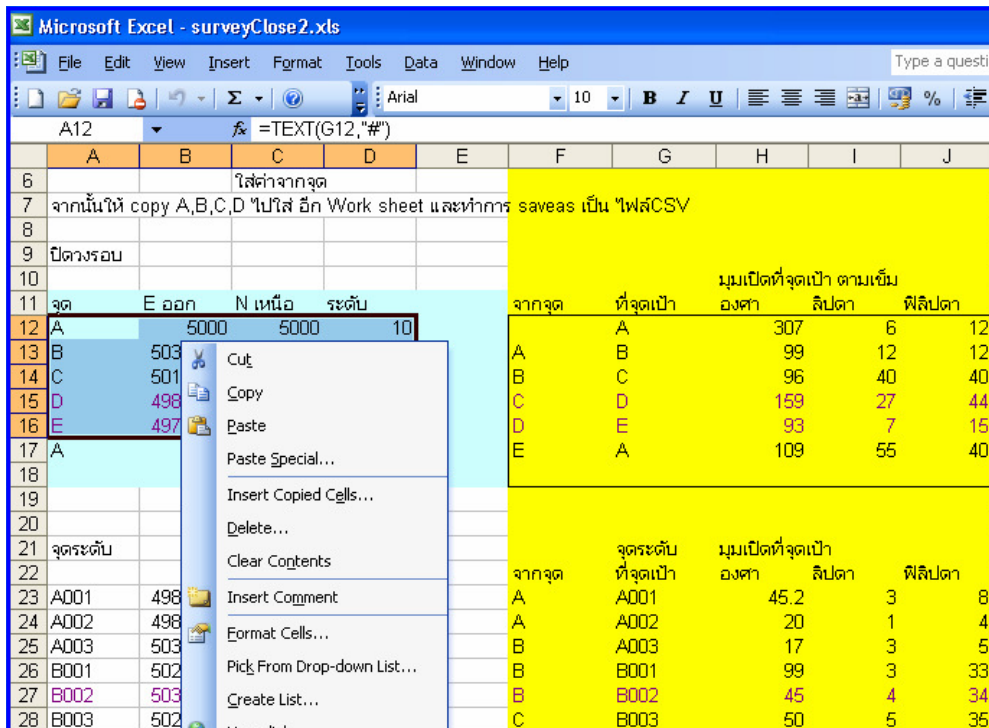 Microsoft Excel - surveyClose2.xls
File Edit View Insert Format Tools Data Window Help Type a questi
Σ Arial 10 B I U %
A12 fx =TEXT(G12,"#")
A B C D E F G H I J
6 ใส่ค่าจากจุด
7 จากนั้นให้ copy A,B,C,D ไปใส่ อีก Work sheet และทำการ saveas เป็น ไฟล์CSV
8
9 ปิดวงรอบ
10 มุมเปิดที่จุดเป้า ตามเข็ม
11 จุด E ออก N เหนือ ระดับ จากจุด ที่จุดเป้า องศา ลิปดา ฟิลิปดา
12 A 5000 5000 10 A 307 6 12
13 B 503 A B 99 12 12
14 C 501 B C 96 40 40
15 D 498 C D 159 27 44
16 E 497 D E 93 7 15
17 A E A 109 55 40
18
19
20
21 จุดระดับ จุดระดับ มุมเปิดที่จุดเป้า
22 จากจุด ที่จุดเป้า องศา ลิปดา ฟิลิปดา
23 A001 498 A A001 45.2 3 8
24 A002 498 A A002 20 1 4
25 A003 503 B A003 17 3 5
26 B001 502 B B001 99 3 33
27 B002 503 B B002 45 4 34
28 B003 502 C B003 50 5 35
Cut
Copy
Paste
Paste Special...
Insert Copied Cells...
Delete...
Clear Contents
Insert Comment
Format Cells...
Pick From Drop-down List...
Create List...